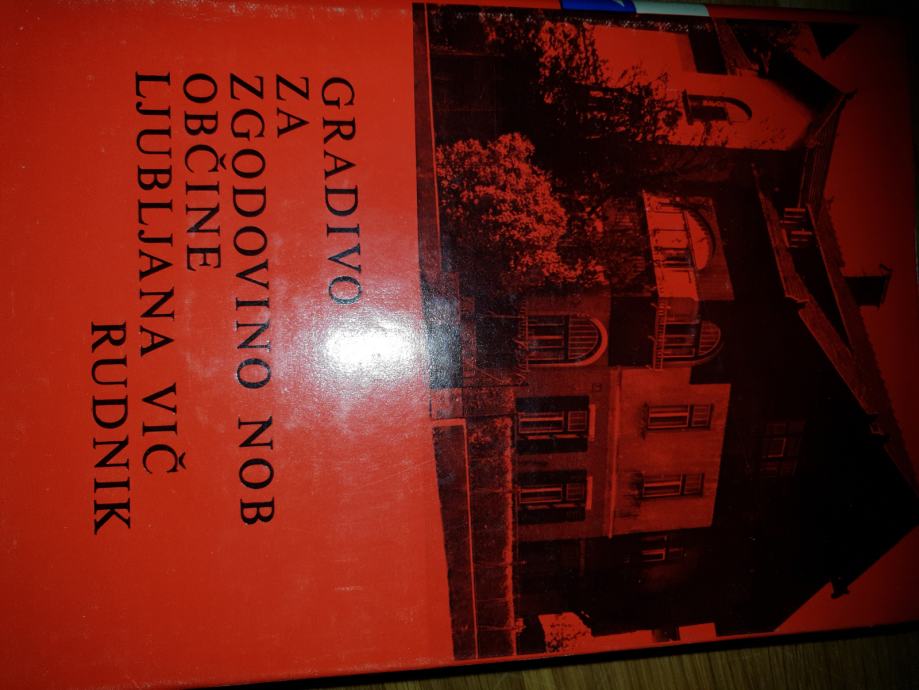 GRADIVO
ZA
ZGODOVINO NOB
OBČINE
LJUBLJANA VIČ
RUDNIK